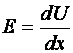 E = dU/dx